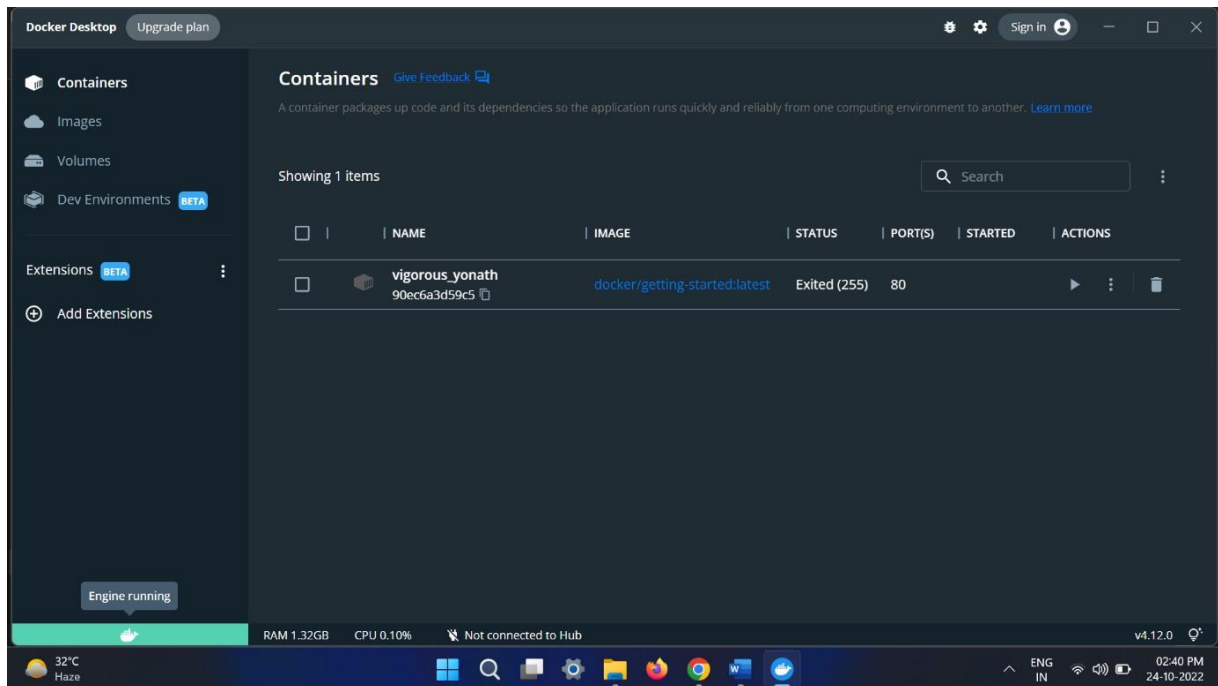 Docker Desktop Upgrade plan Sign in
Containers
Images
Volumes
Dev Environments BETA
Extensions BETA
Add Extensions
Containers Give Feedback
A container packages up code and its dependencies so the application runs quickly and reliably from one computing environment to another. Learn more
Showing 1 items
Search
NAME IMAGE STATUS PORT(S) STARTED ACTIONS
vigorous_yonath docker/getting-started:latest Exited (255) 80
90ec6a3d59c5
Engine running
RAM 1.32GB CPU 0.10% Not connected to Hub v4.12.0
32°C
Haze
ENG
IN
02:40 PM
24-10-2022